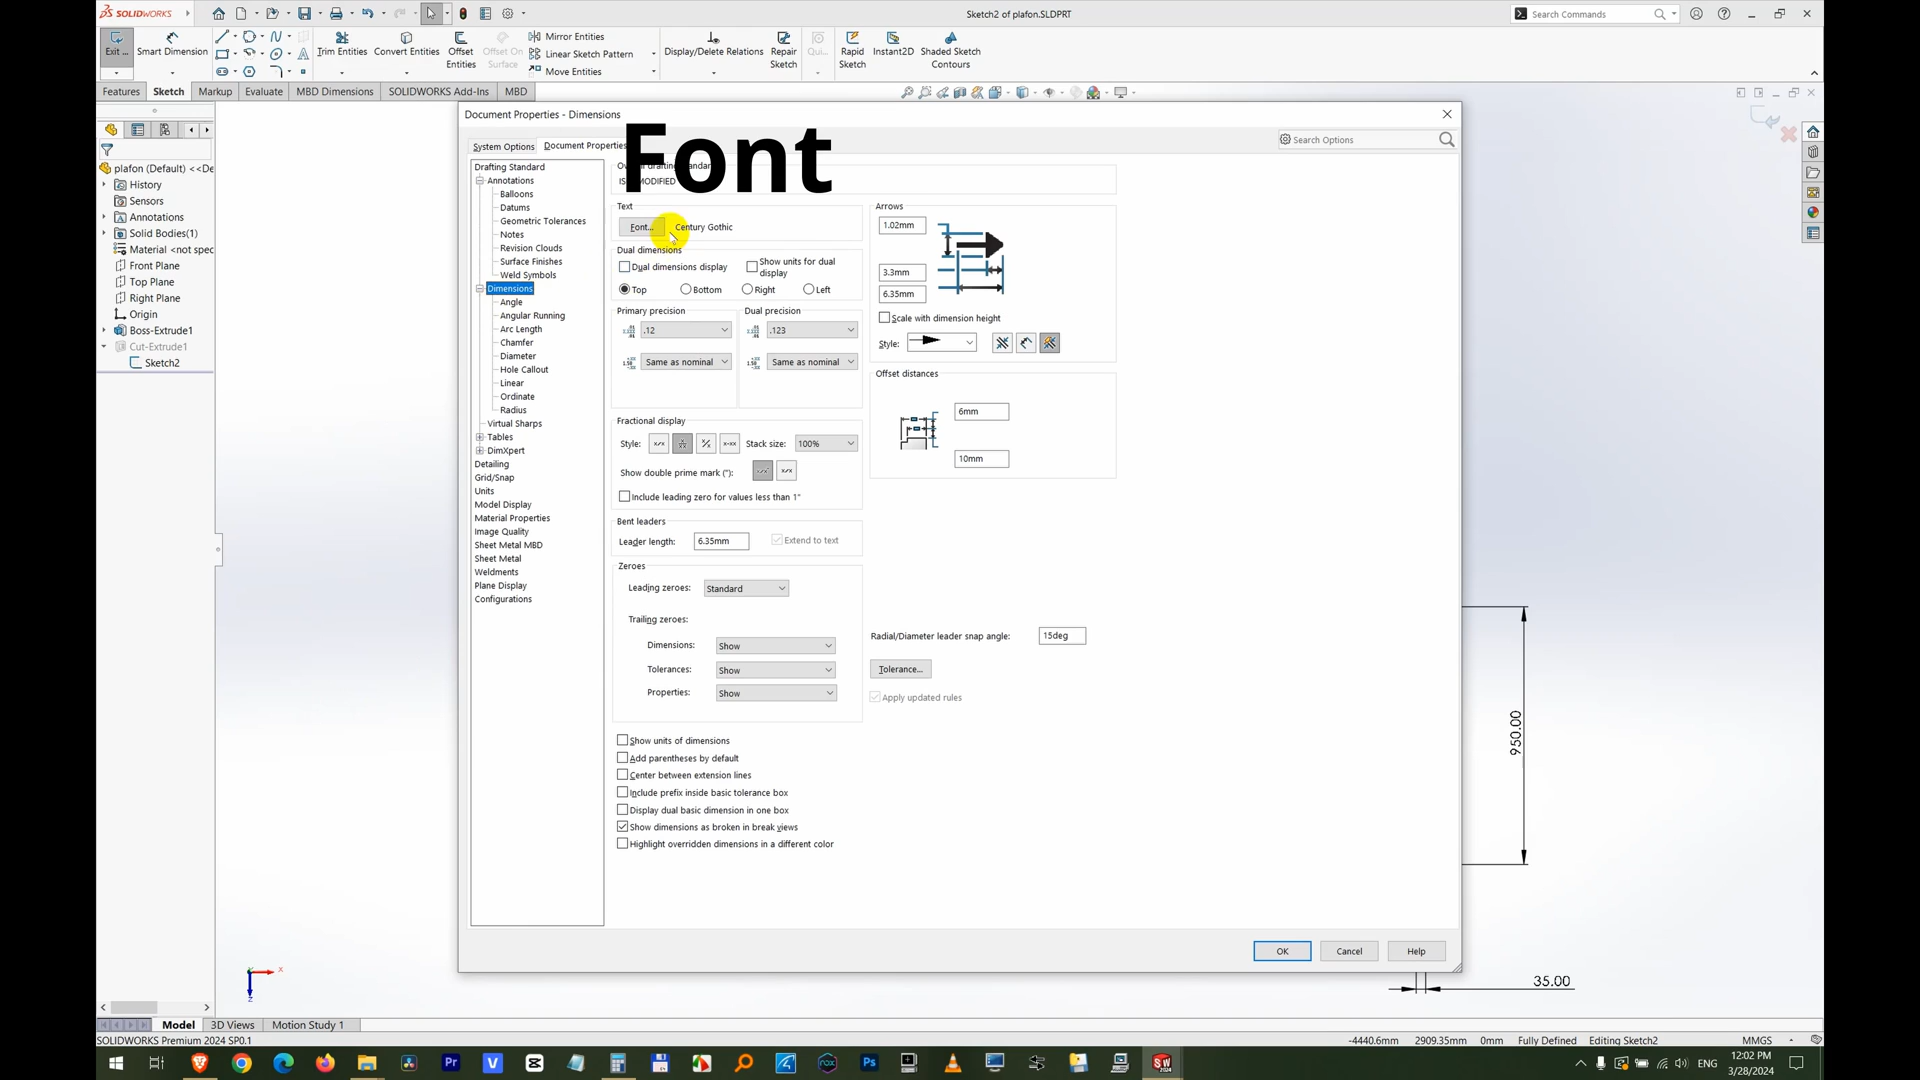 SOLIDWORKS
Sketch2 of plafon.SLDPRT
Search Commands
Exit ...
Smart Dimension
Trim Entities
Convert Entities
Offset Entities
Offset On Surface
Mirror Entities
Linear Sketch Pattern
Move Entities
Display/Delete Relations
Repair Sketch
Qui...
Rapid Sketch
Instant2D
Shaded Sketch Contours
Features
Sketch
Markup
Evaluate
MBD Dimensions
SOLIDWORKS Add-Ins
MBD
plafon (Default) <<De
History
Sensors
Annotations
Solid Bodies(1)
Material <not spec
Front Plane
Top Plane
Right Plane
Origin
Boss-Extrude1
Cut-Extrude1
Sketch2
Document Properties - Dimensions
System Options
Document Properties
Search Options
Font
Drafting Standard
Annotations
Balloons
Datums
Geometric Tolerances
Notes
Revision Clouds
Surface Finishes
Weld Symbols
Dimensions
Angle
Angular Running
Arc Length
Chamfer
Diameter
Hole Callout
Linear
Ordinate
Radius
Virtual Sharps
Tables
DimXpert
Detailing
Grid/Snap
Units
Model Display
Material Properties
Image Quality
Sheet Metal MBD
Sheet Metal
Weldments
Plane Display
Configurations
MODIFIED
Text
Font...
Century Gothic
Dual dimensions
Dual dimensions display
Show units for dual display
Top
Bottom
Right
Left
Primary precision
.12
Same as nominal
Dual precision
.123
Same as nominal
Fractional display
Style:
Stack size:
100%
Show double prime mark ("):
Include leading zero for values less than 1"
Bent leaders
Leader length:
6.35mm
Extend to text
Zeroes
Leading zeroes:
Standard
Trailing zeroes:
Dimensions:
Show
Tolerances:
Show
Properties:
Show
Show units of dimensions
Add parentheses by default
Center between extension lines
Include prefix inside basic tolerance box
Display dual basic dimension in one box
Show dimensions as broken in break views
Highlight overridden dimensions in a different color
Arrows
1.02mm
3.3mm
6.35mm
Scale with dimension height
Style:
Offset distances
6mm
10mm
Radial/Diameter leader snap angle:
15deg
Tolerance...
Apply updated rules
OK
Cancel
Help
950.00
35.00
X
Z
Model
3D Views
Motion Study 1
SOLIDWORKS Premium 2024 SP0.1
-4440.6mm
2909.35mm
0mm
Fully Defined
Editing Sketch2
MMGS
ENG
12:02 PM
3/28/2024